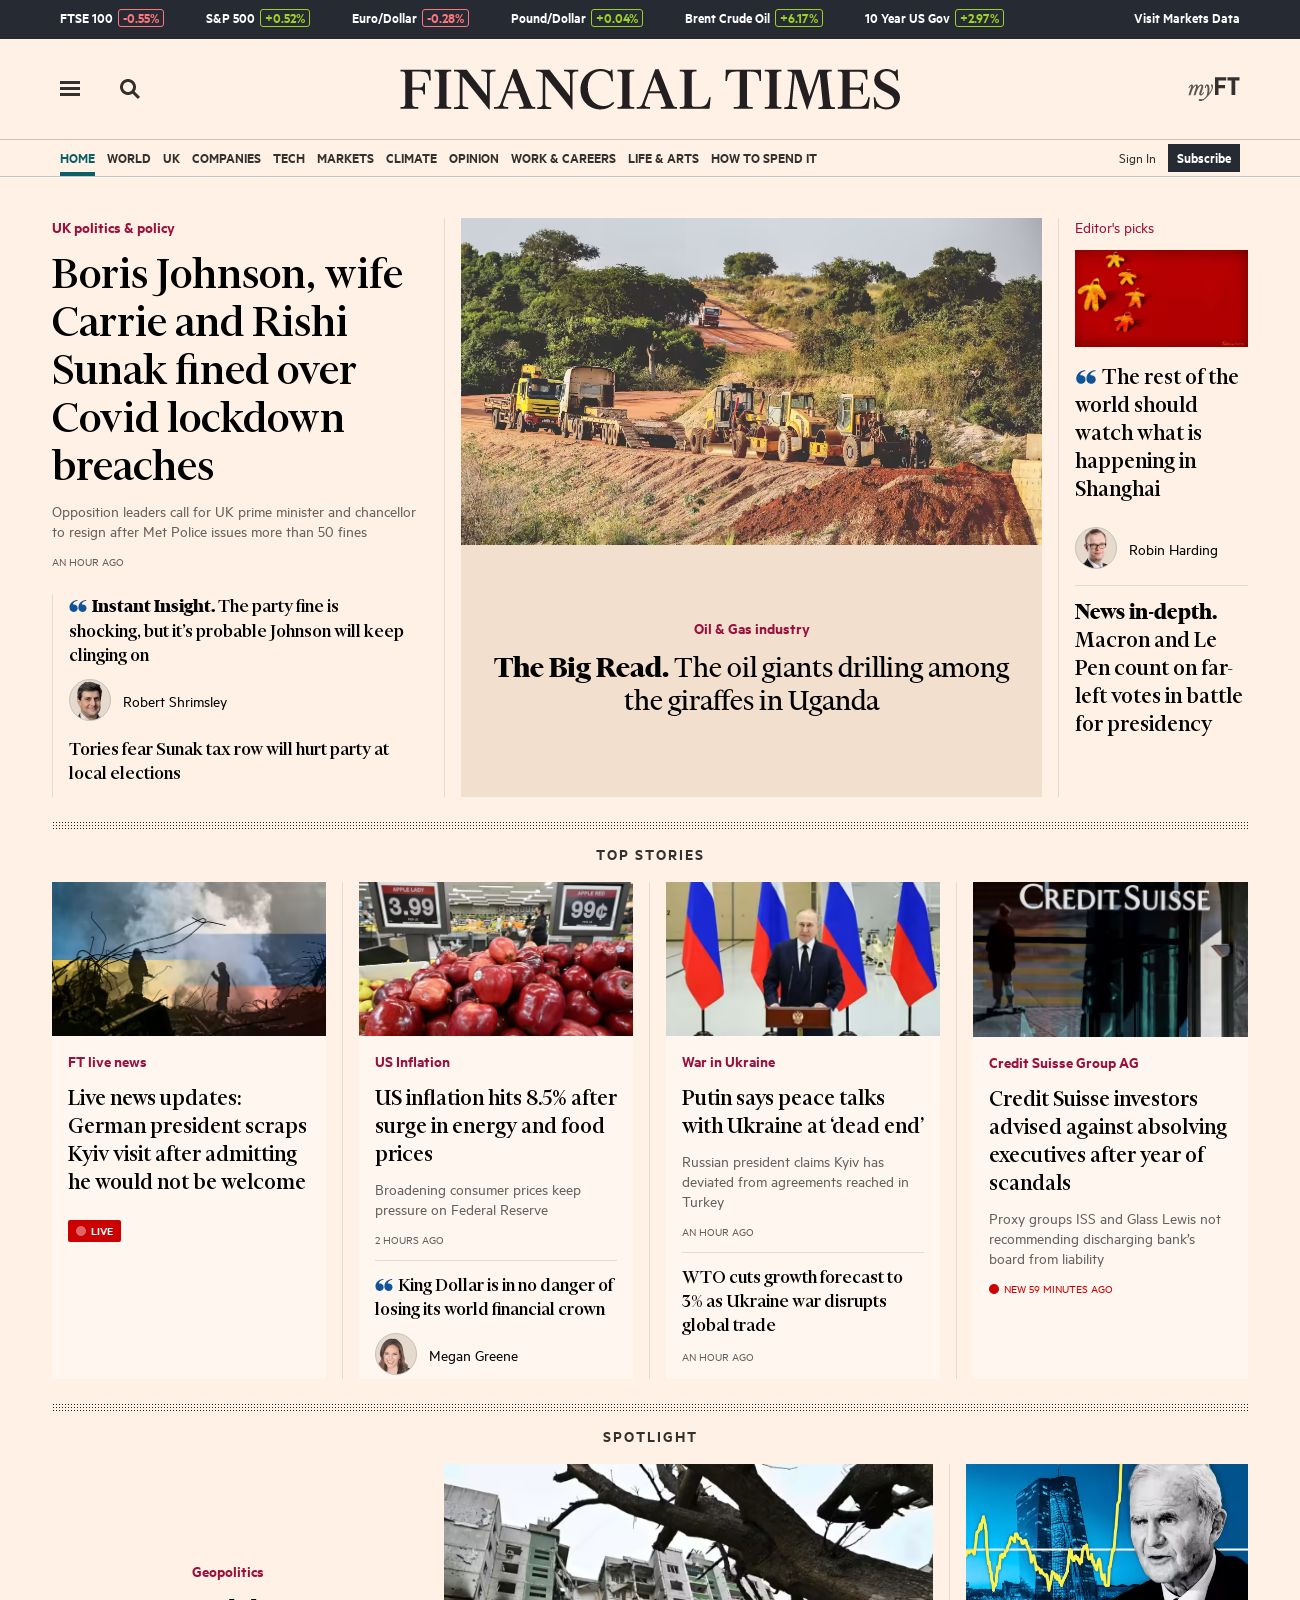 FTSE 100 -0.55% S&P 500 +0.52% Euro/Dollar -0.28% Pound/Dollar +0.04% Brent Crude Oil +6.17% 10 Year US Gov +2.97% Visit Markets Data
FINANCIAL TIMES
myFT
HOME WORLD UK COMPANIES TECH MARKETS CLIMATE OPINION WORK & CAREERS LIFE & ARTS HOW TO SPEND IT Sign In Subscribe
UK politics & policy
Boris Johnson, wife
Carrie and Rishi
Sunak fined over
Covid lockdown
breaches
Opposition leaders call for UK prime minister and chancellor
to resign after Met Police issues more than 50 fines
AN HOUR AGO
“ Instant Insight. The party fine is
shocking, but it’s probable Johnson will keep
clinging on
Robert Shrimsley
Tories fear Sunak tax row will hurt party at
local elections
Oil & Gas industry
The Big Read. The oil giants drilling among
the giraffes in Uganda
Editor's picks
“ The rest of the
world should
watch what is
happening in
Shanghai
Robin Harding
News in-depth.
Macron and Le
Pen count on far-
left votes in battle
for presidency
TOP STORIES
FT live news
Live news updates:
German president scraps
Kyiv visit after admitting
he would not be welcome
LIVE
APPLE LADY
3.99
APPLE RED
99¢
US Inflation
US inflation hits 8.5% after
surge in energy and food
prices
Broadening consumer prices keep
pressure on Federal Reserve
2 HOURS AGO
“ King Dollar is in no danger of
losing its world financial crown
Megan Greene
War in Ukraine
Putin says peace talks
with Ukraine at ‘dead end’
Russian president claims Kyiv has
deviated from agreements reached in
Turkey
AN HOUR AGO
WTO cuts growth forecast to
3% as Ukraine war disrupts
global trade
AN HOUR AGO
CREDIT SUISSE
Credit Suisse Group AG
Credit Suisse investors
advised against absolving
executives after year of
scandals
Proxy groups ISS and Glass Lewis not
recommending discharging bank’s
board from liability
NEW 59 MINUTES AGO
SPOTLIGHT
Geopolitics